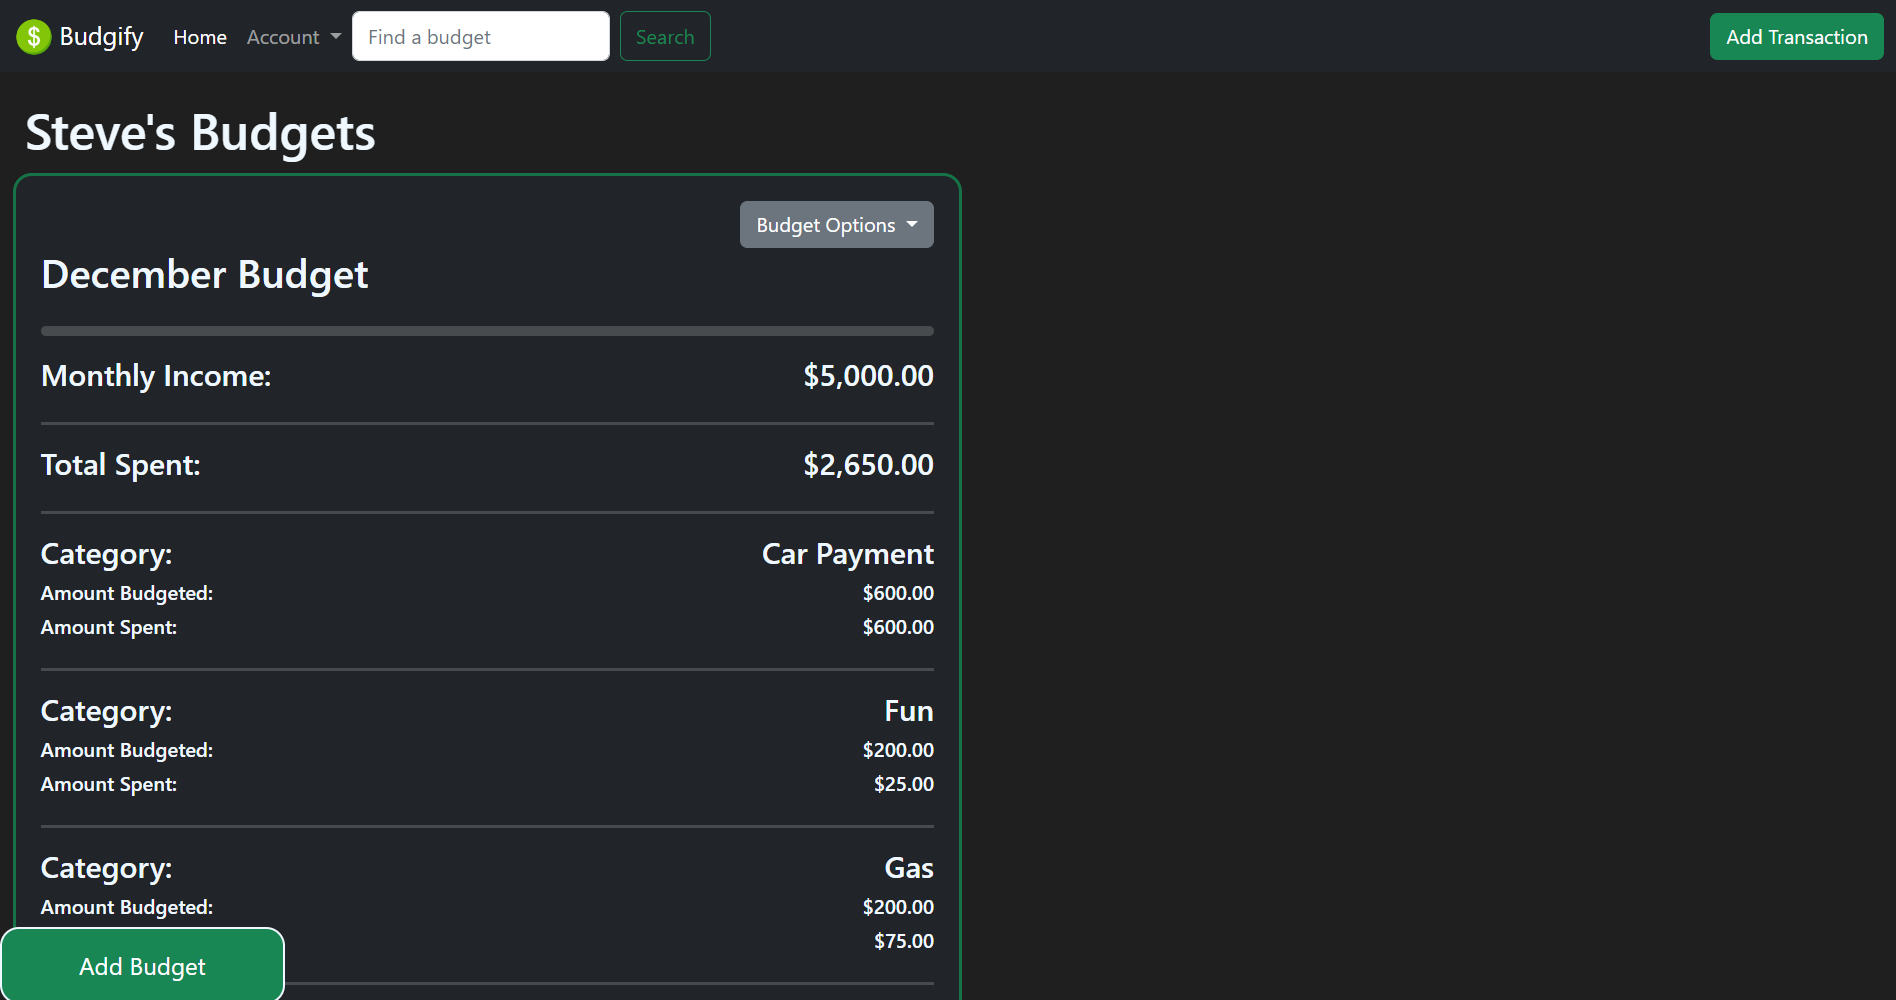 $ Budgify Home Account Find a budget Search Add Transaction
Steve's Budgets
Budget Options
December Budget
Monthly Income: $5,000.00
Total Spent: $2,650.00
Category: Car Payment
Amount Budgeted: $600.00
Amount Spent: $600.00
Category: Fun
Amount Budgeted: $200.00
Amount Spent: $25.00
Category: Gas
Amount Budgeted: $200.00
$75.00
Add Budget